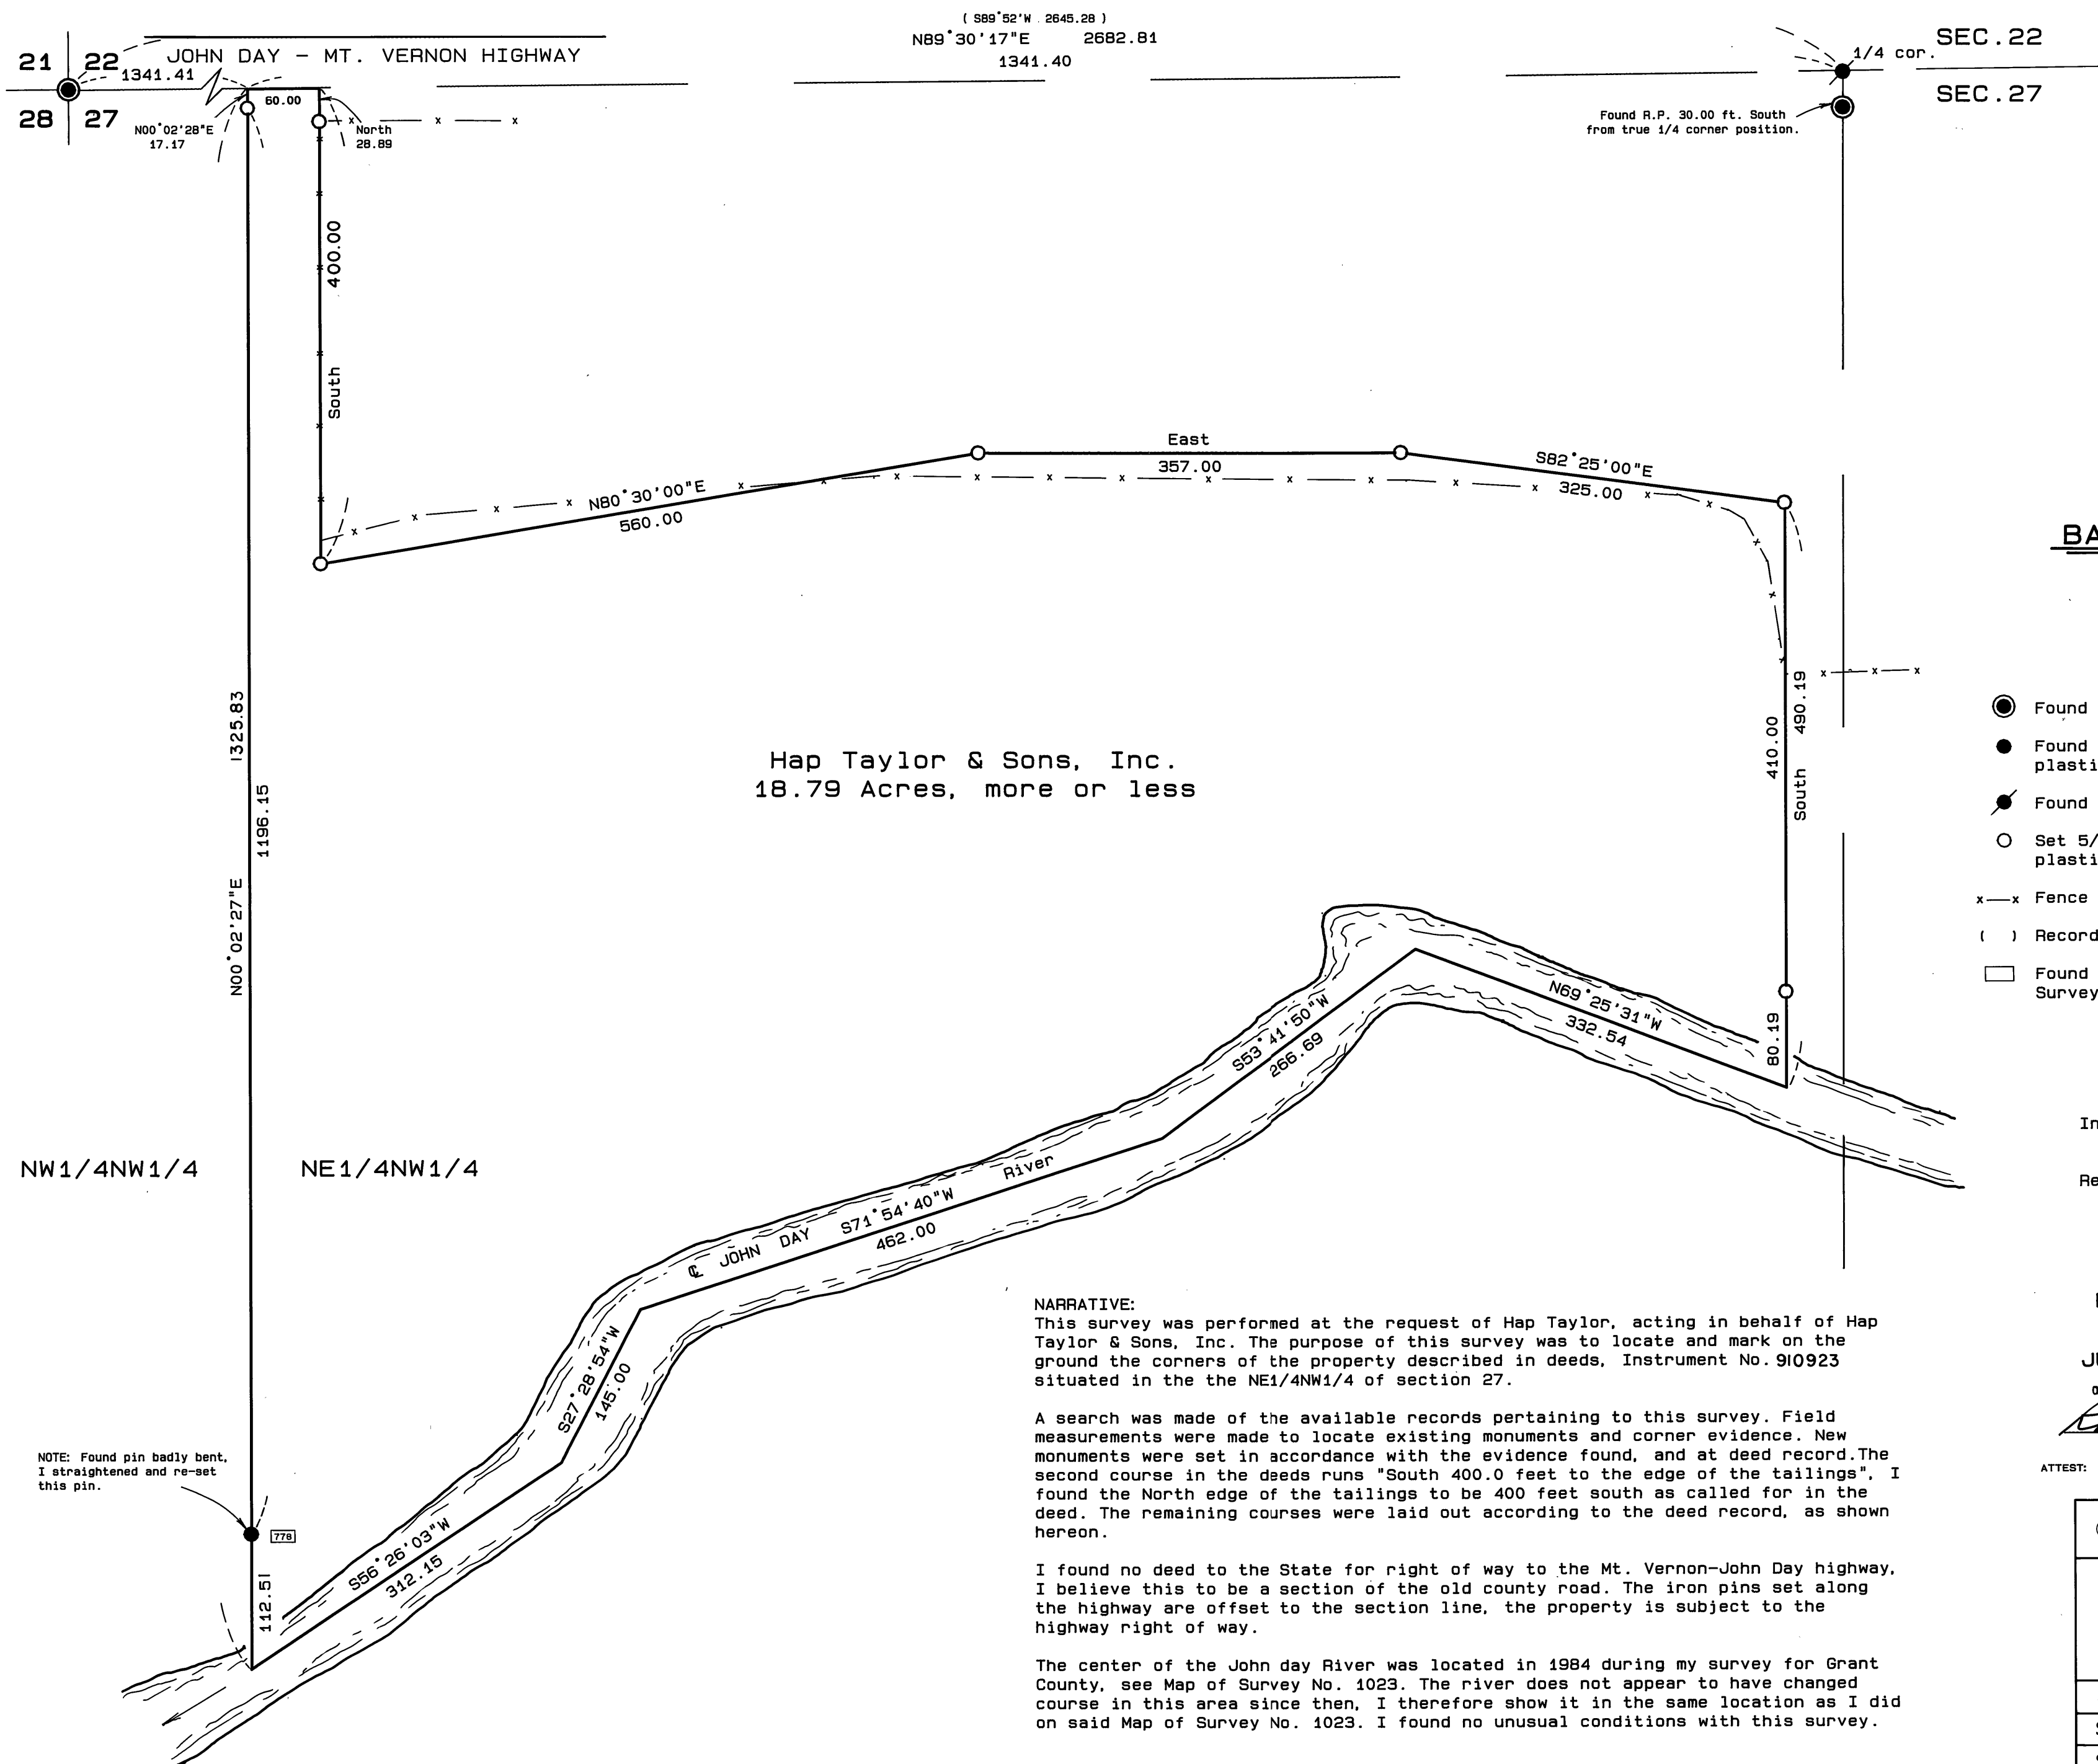 ( S89°52'W 2645.28 )
N89°30'17"E 2682.81
1341.40
21 22
28 27
JOHN DAY - MT. VERNON HIGHWAY
1341.41
1/4 cor.
SEC.22
SEC.27
60.00
N00°02'28"E
17.17
North
28.89
Found R.P. 30.00 ft. South
from true 1/4 corner position.
400.00
South
East
357.00
S82°25'00"E
325.00
N80°30'00"E
560.00
BA
1325.83
1196.15
N00°02'27"E
Hap Taylor & Sons, Inc.
18.79 Acres, more or less
410.00
South 490.19
80.19
Found
Found
plasti
Found
Set 5/
plasti
x—x Fence
( ) Record
Found
Survey
N69°25'31"W
332.54
S53°41'50"W
266.69
NW1/4NW1/4
NE1/4NW1/4
In
Re
℄ JOHN DAY River
S71°54'40"W
462.00
S27°28'54"W
145.00
S56°26'03"W
312.15
NOTE: Found pin badly bent,
I straightened and re-set
this pin.
778
112.51
NARRATIVE:
This survey was performed at the request of Hap Taylor, acting in behalf of Hap
Taylor & Sons, Inc. The purpose of this survey was to locate and mark on the
ground the corners of the property described in deeds, Instrument No. 910923
situated in the the NE1/4NW1/4 of section 27.
A search was made of the available records pertaining to this survey. Field
measurements were made to locate existing monuments and corner evidence. New
monuments were set in accordance with the evidence found, and at deed record.The
second course in the deeds runs "South 400.0 feet to the edge of the tailings", I
found the North edge of the tailings to be 400 feet south as called for in the
deed. The remaining courses were laid out according to the deed record, as shown
hereon.
I found no deed to the State for right of way to the Mt. Vernon-John Day highway,
I believe this to be a section of the old county road. The iron pins set along
the highway are offset to the section line, the property is subject to the
highway right of way.
The center of the John day River was located in 1984 during my survey for Grant
County, see Map of Survey No. 1023. The river does not appear to have changed
course in this area since then, I therefore show it in the same location as I did
on said Map of Survey No. 1023. I found no unusual conditions with this survey.
ATTEST: